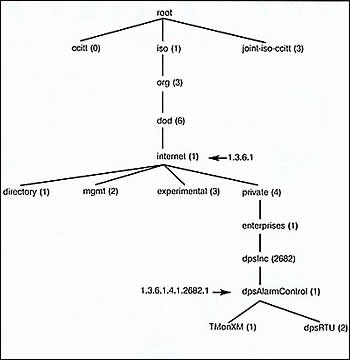 root
ccitt (0) iso (1) joint-iso-ccitt (3)
org (3)
dod (6)
internet (1) 1.3.6.1
directory (1) mgmt (2) experimental (3) private (4)
enterprises (1)
dpsInc (2682)
1.3.6.1.4.1.2682.1 dpsAlarmControl (1)
TMonXM (1) dpsRTU (2)